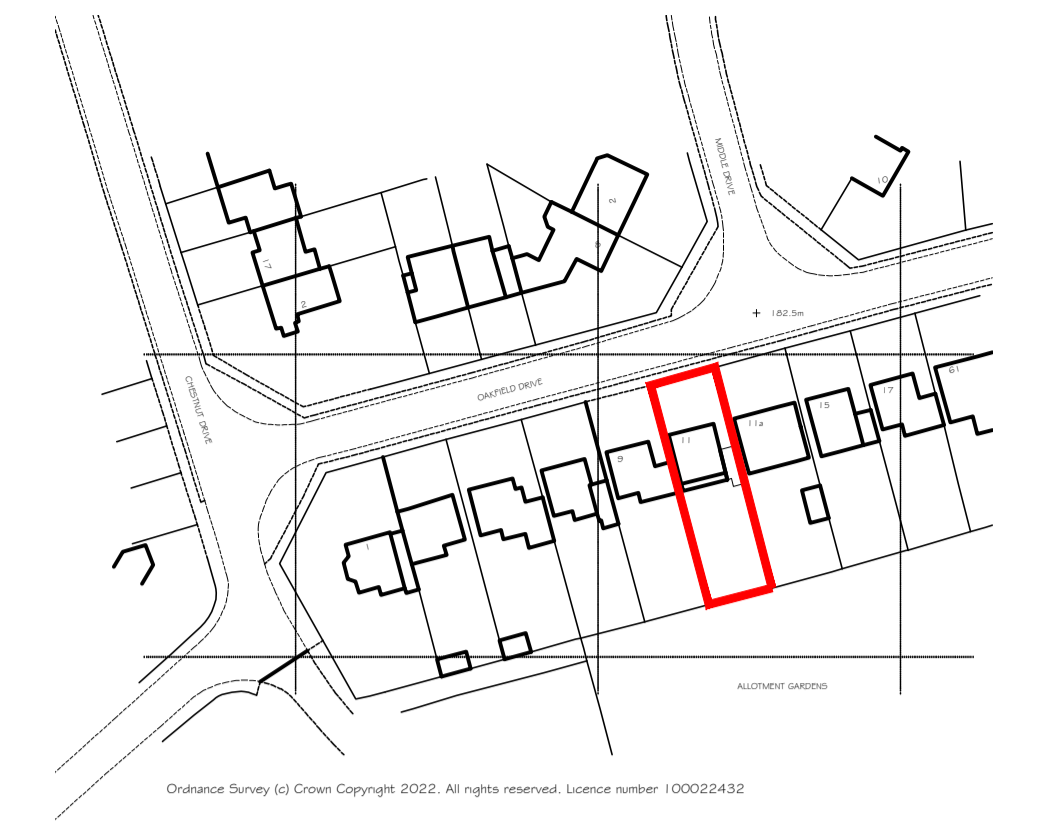 MIDDLE DRIVE
10
2
8
17
2
182.5m
CHESTNUT DRIVE
OAKFIELD DRIVE
61
17
15
11a
11
9
1
ALLOTMENT GARDENS
Ordnance Survey (c) Crown Copyright 2022. All rights reserved. Licence number 100022432